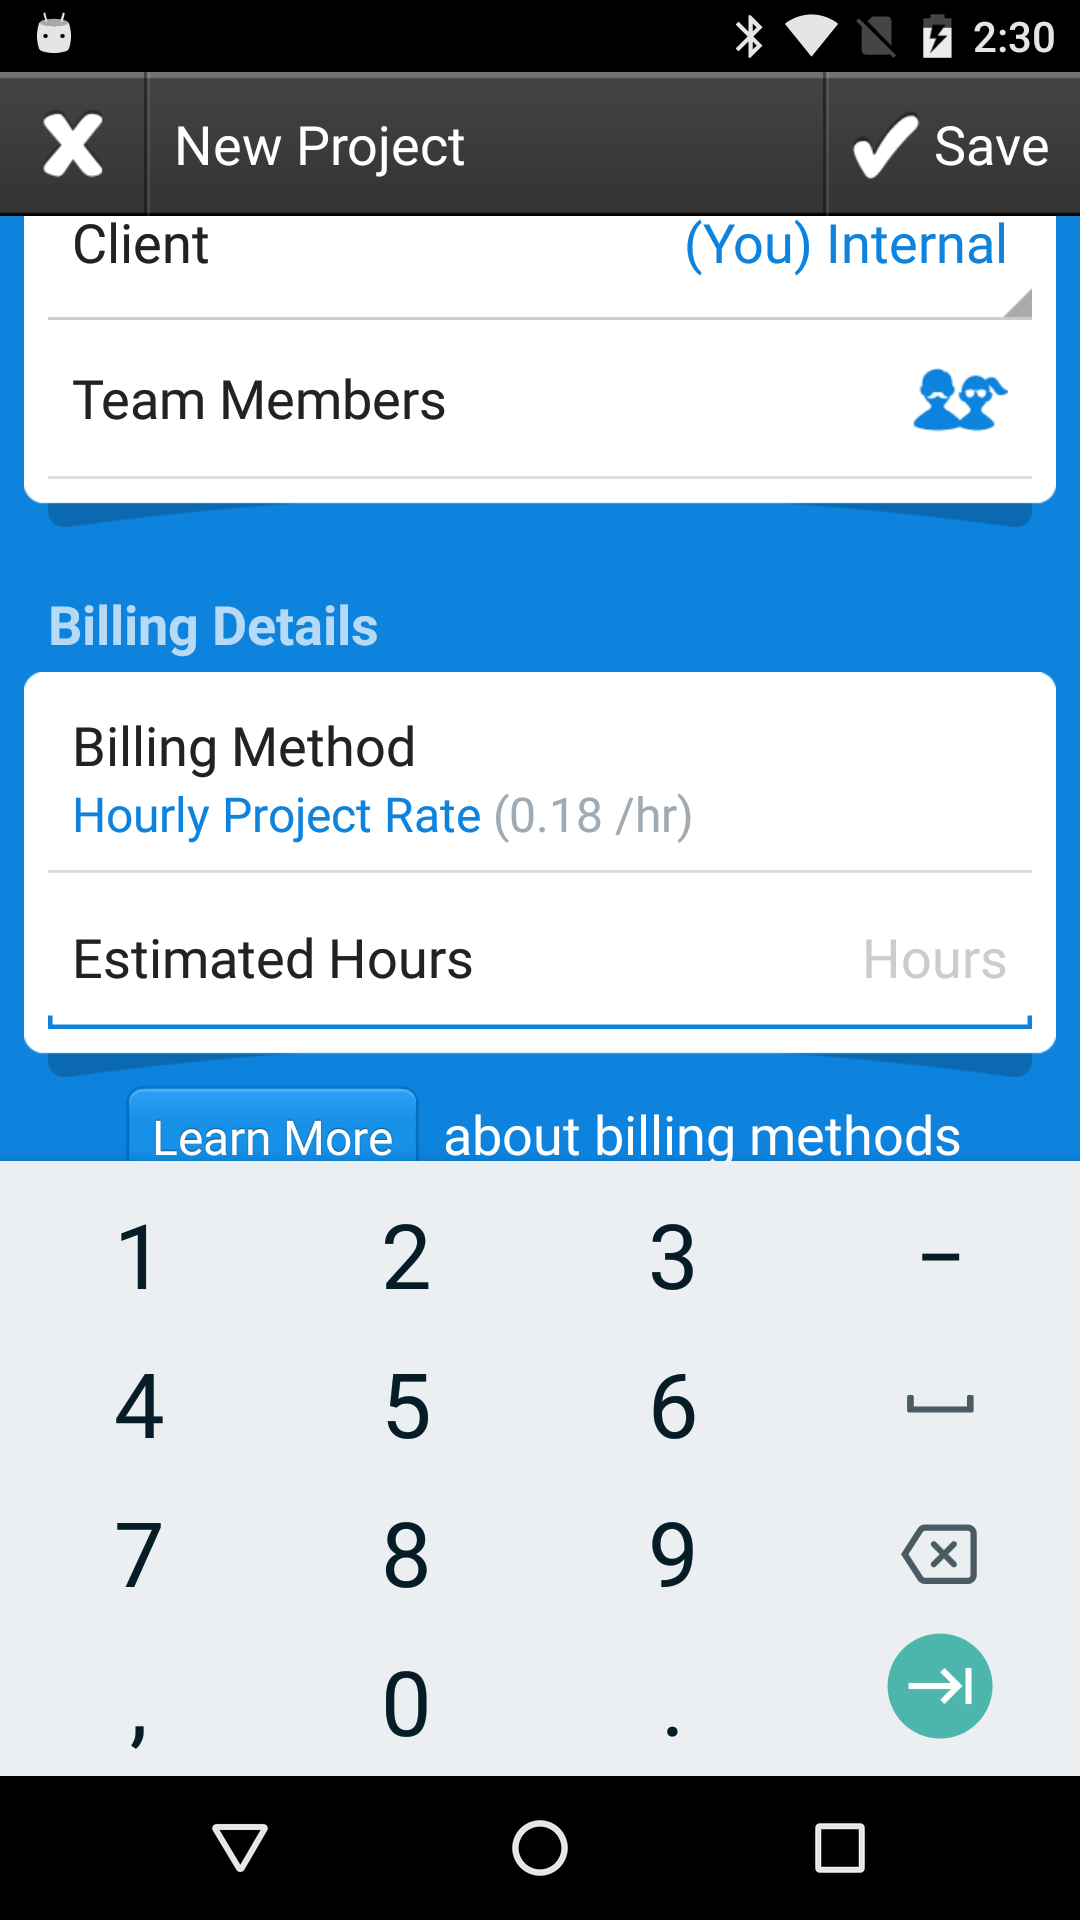 2:30
New Project
Save
Client
(You) Internal
Team Members
Billing Details
Billing Method
Hourly Project Rate (0.18 /hr)
Estimated Hours
Hours
Learn More
about billing methods
1 2 3 –
4 5 6
7 8 9
, 0 .